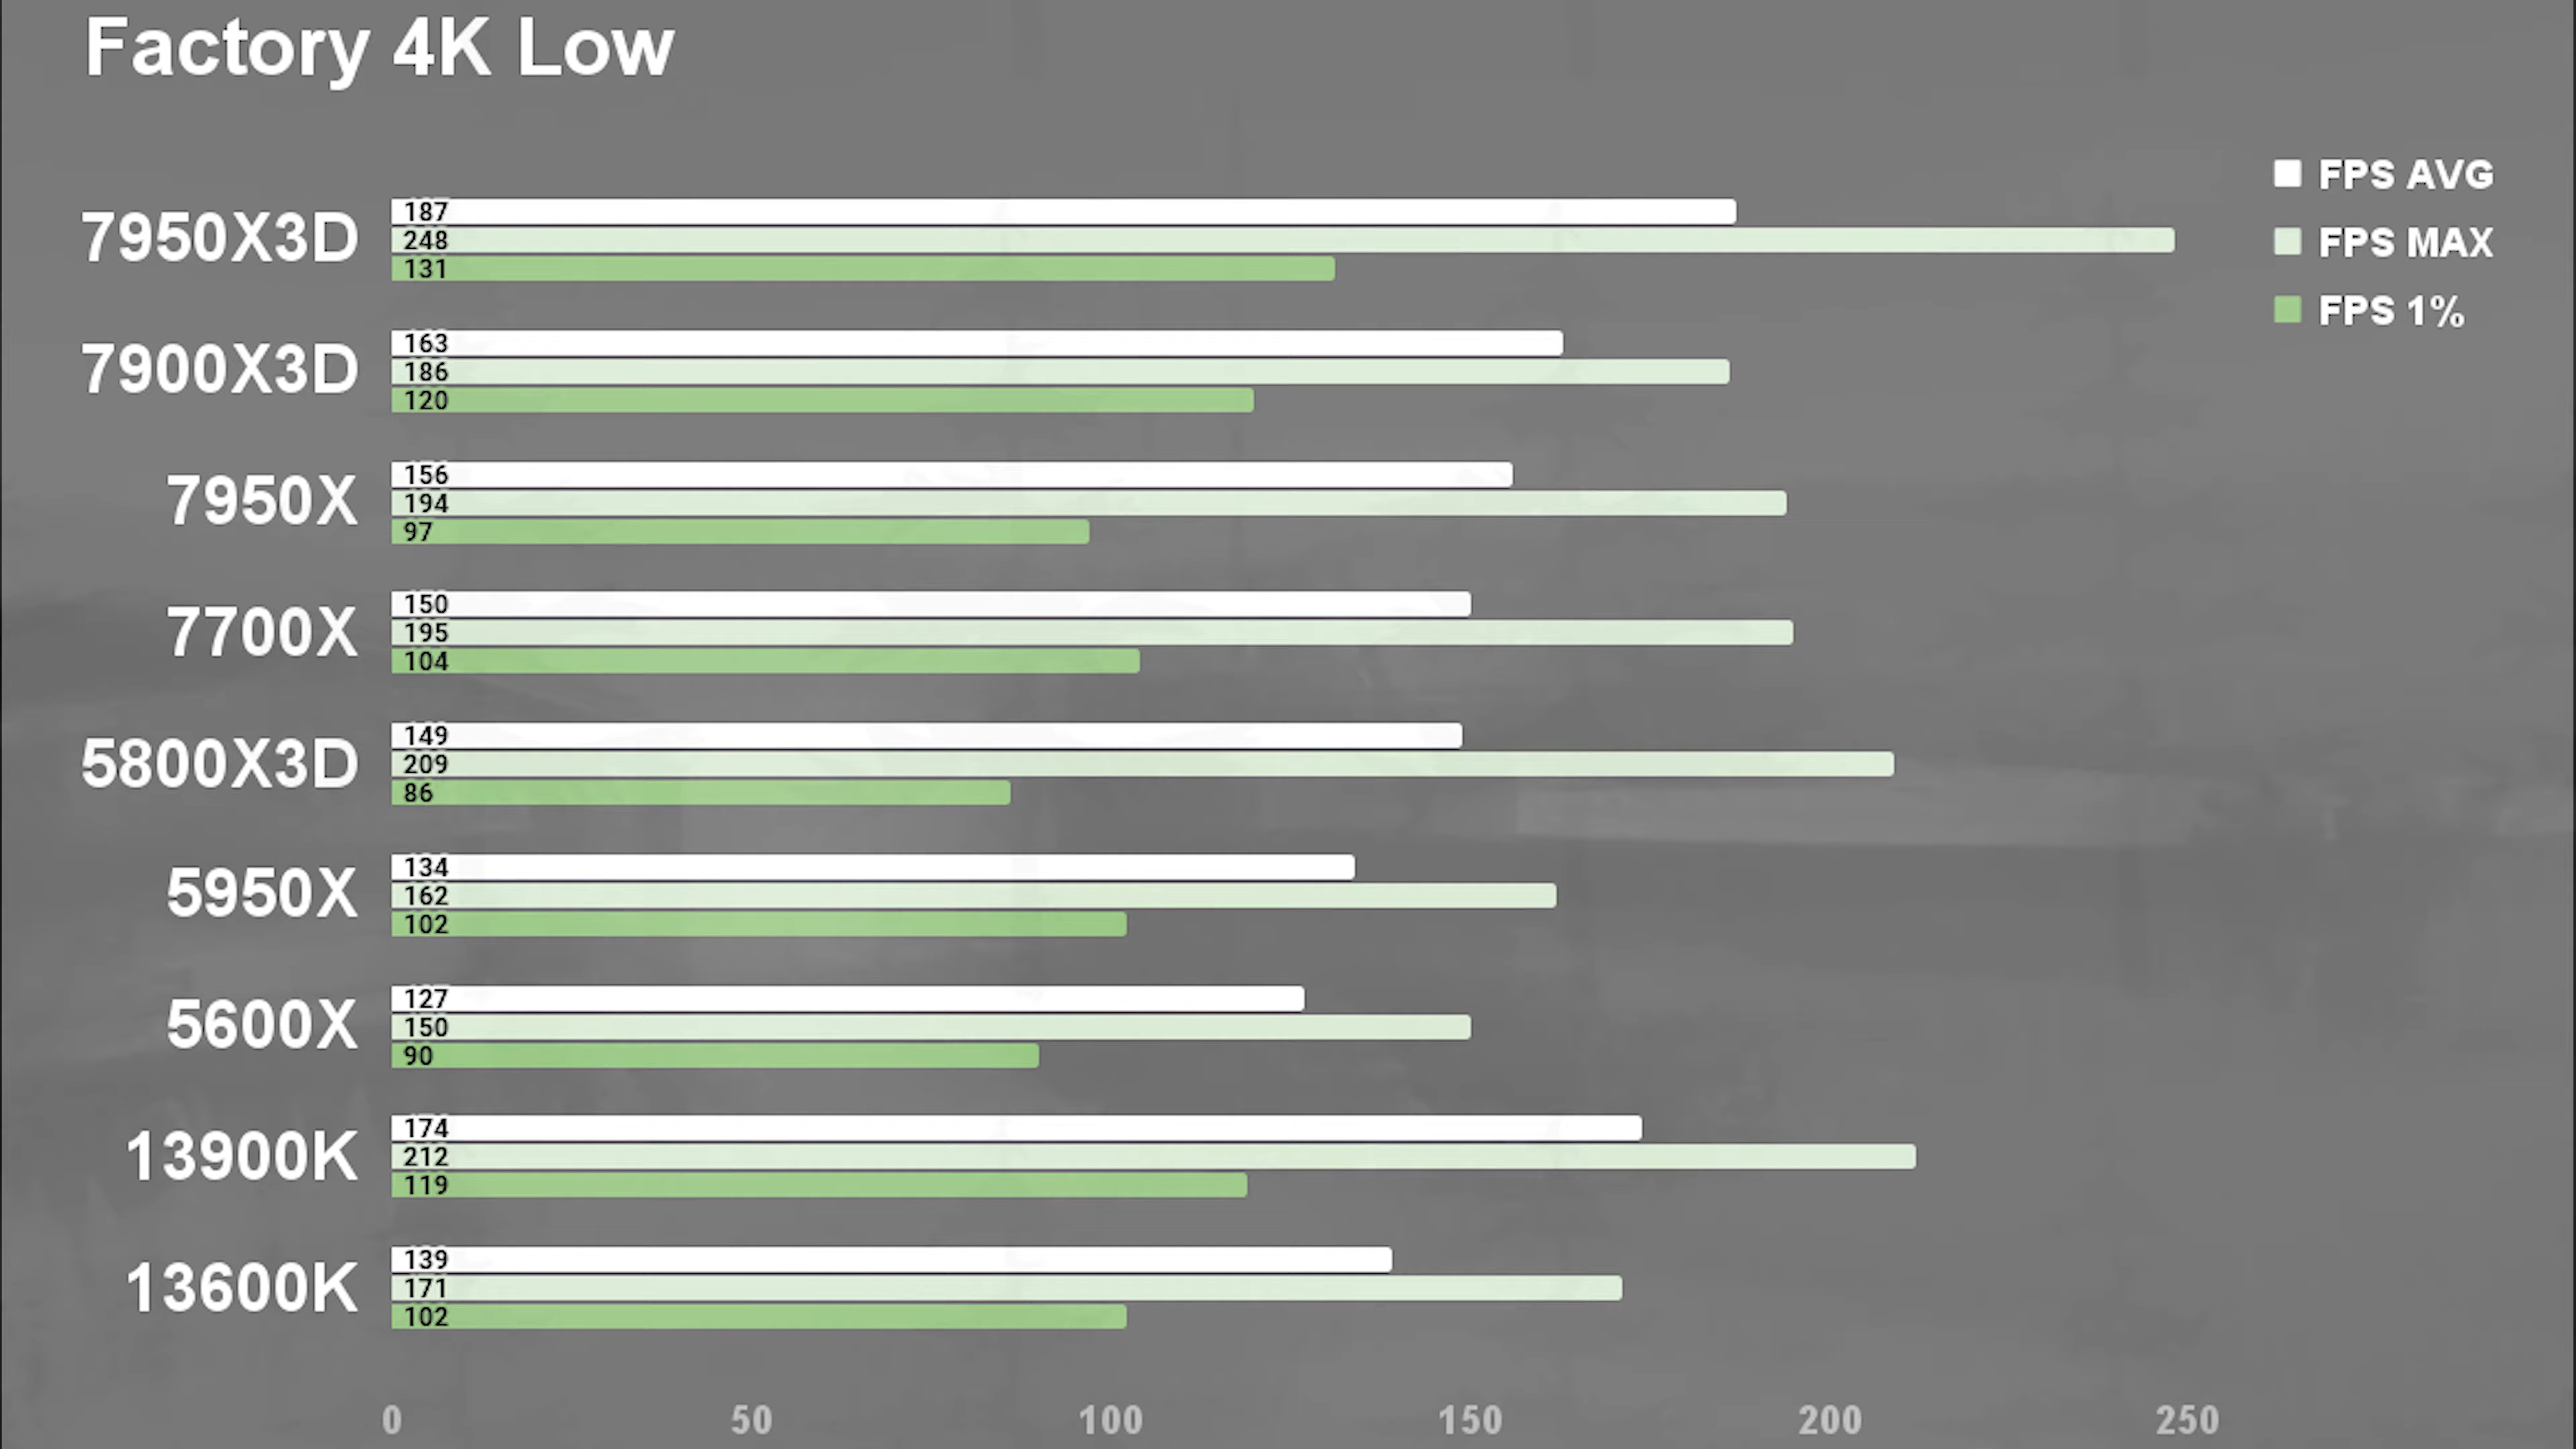 Factory 4K Low
FPS AVG
FPS MAX
FPS 1%
7950X3D
187
248
131
7900X3D
163
186
120
7950X
156
194
97
7700X
150
195
104
5800X3D
149
209
86
5950X
134
162
102
5600X
127
150
90
13900K
174
212
119
13600K
139
171
102
0 50 100 150 200 250